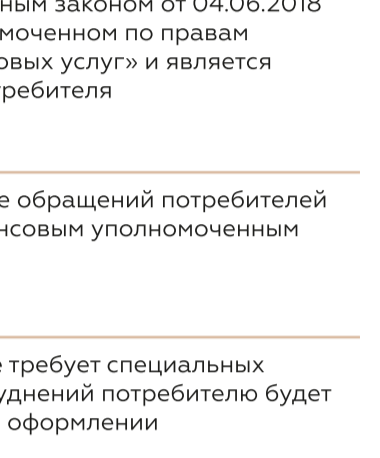 ным законом от 04.06.2018
моченном по правам
овых услуг» и является
требителя
е обращений потребителей
нсовым уполномоченным
е требует специальных
уднений потребителю будет
оформлении